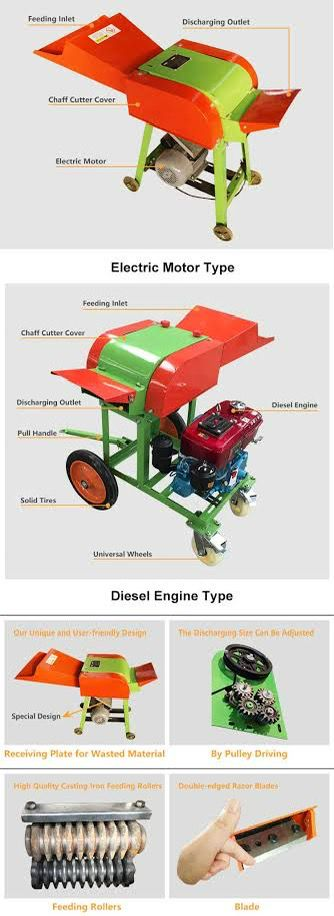 Feeding Inlet
Discharging Outlet
Chaff Cutter Cover
Electric Motor
Electric Motor Type
Feeding Inlet
Chaff Cutter Cover
Discharging Outlet
Diesel Engine
Pull Handle
Solid Tires
Universal Wheels
Diesel Engine Type
Our Unique and User-friendly Design
The Discharging Size Can Be Adjusted
Special Design
Receiving Plate for Wasted Material
By Pulley Driving
High Quality Casting Iron Feeding Rollers
Double-edged Razor Blades
Feeding Rollers
Blade